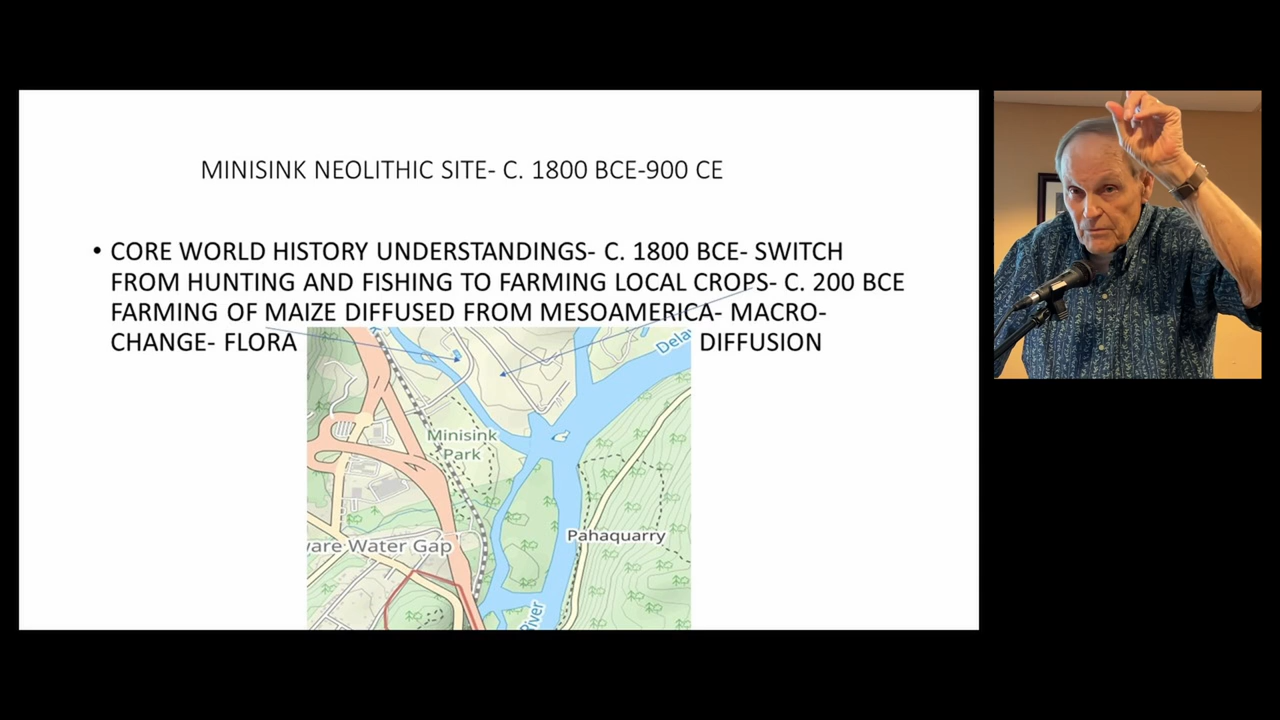 MINISINK NEOLITHIC SITE- C. 1800 BCE-900 CE
• CORE WORLD HISTORY UNDERSTANDINGS- C. 1800 BCE- SWITCH
FROM HUNTING AND FISHING TO FARMING LOCAL CROPS- C. 200 BCE
FARMING OF MAIZE DIFFUSED FROM MESOAMERICA- MACRO-
CHANGE- FLORA DIFFUSION
Dela
Minisink
Park
Pahaquarry
ware Water Gap
River